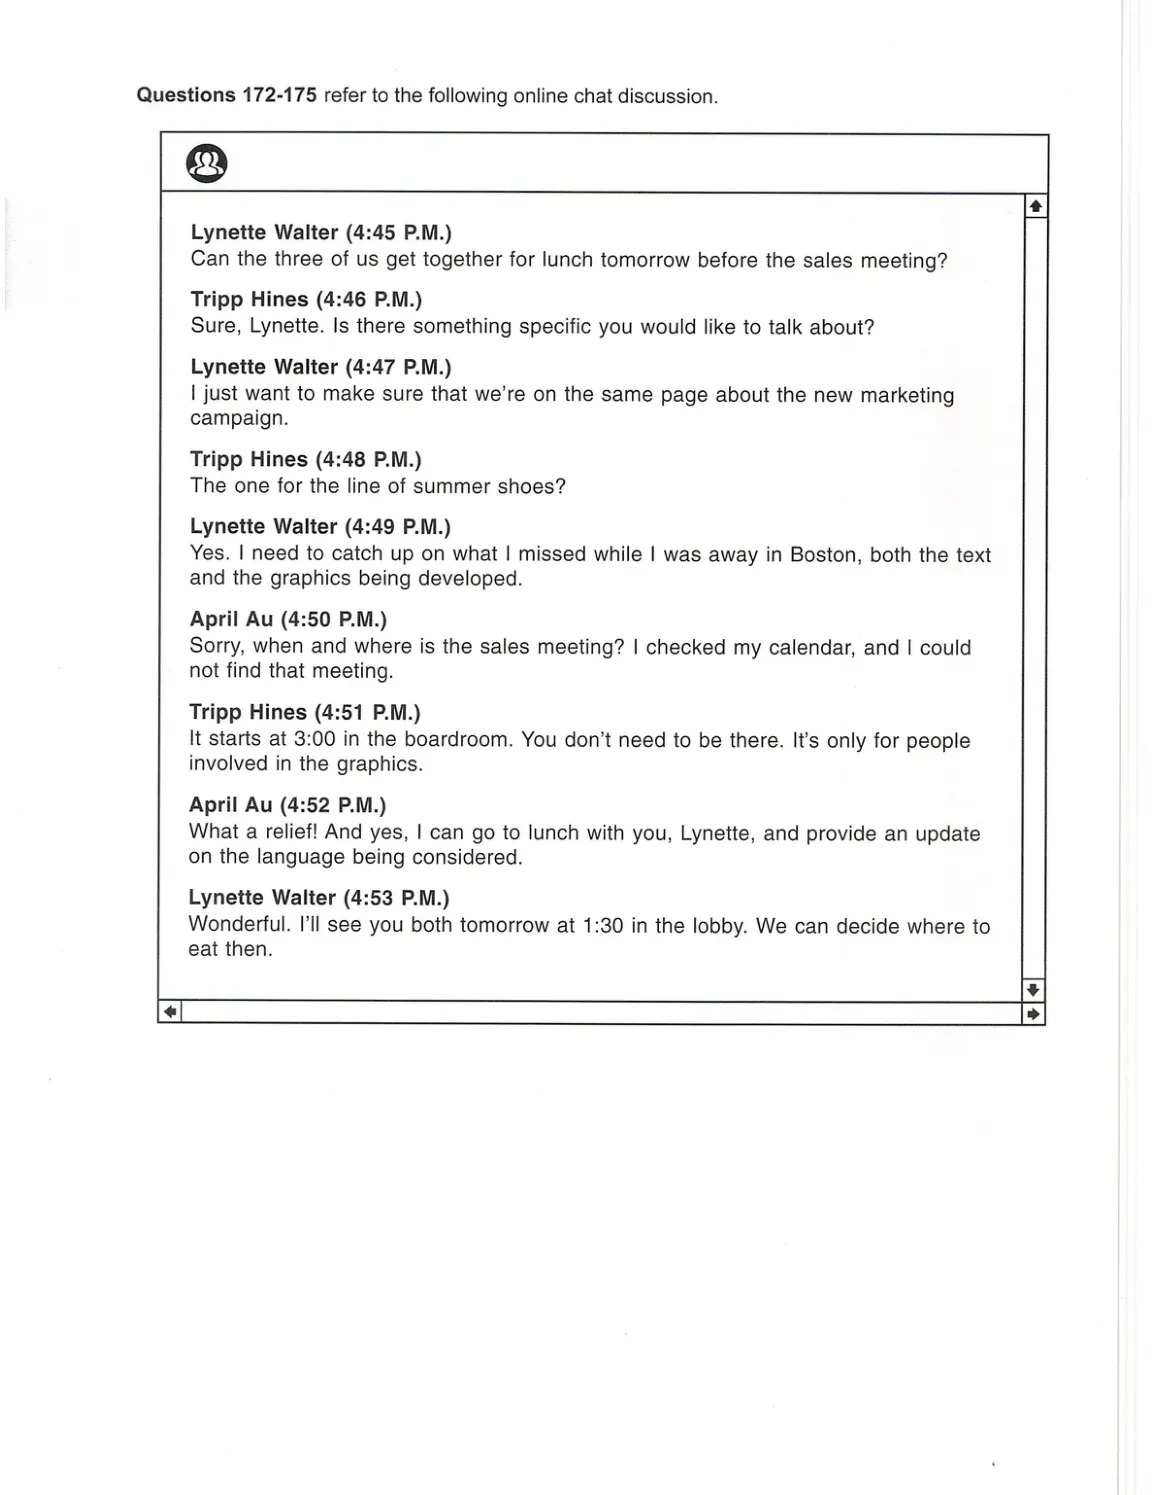 Questions 172-175 refer to the following online chat discussion.
Lynette Walter (4:45 P.M.)
Can the three of us get together for lunch tomorrow before the sales meeting?
Tripp Hines (4:46 P.M.)
Sure, Lynette. Is there something specific you would like to talk about?
Lynette Walter (4:47 P.M.)
I just want to make sure that we're on the same page about the new marketing
campaign.
Tripp Hines (4:48 P.M.)
The one for the line of summer shoes?
Lynette Walter (4:49 P.M.)
Yes. I need to catch up on what I missed while I was away in Boston, both the text
and the graphics being developed.
April Au (4:50 P.M.)
Sorry, when and where is the sales meeting? I checked my calendar, and I could
not find that meeting.
Tripp Hines (4:51 P.M.)
It starts at 3:00 in the boardroom. You don't need to be there. It's only for people
involved in the graphics.
April Au (4:52 P.M.)
What a relief! And yes, I can go to lunch with you, Lynette, and provide an update
on the language being considered.
Lynette Walter (4:53 P.M.)
Wonderful. I'll see you both tomorrow at 1:30 in the lobby. We can decide where to
eat then.